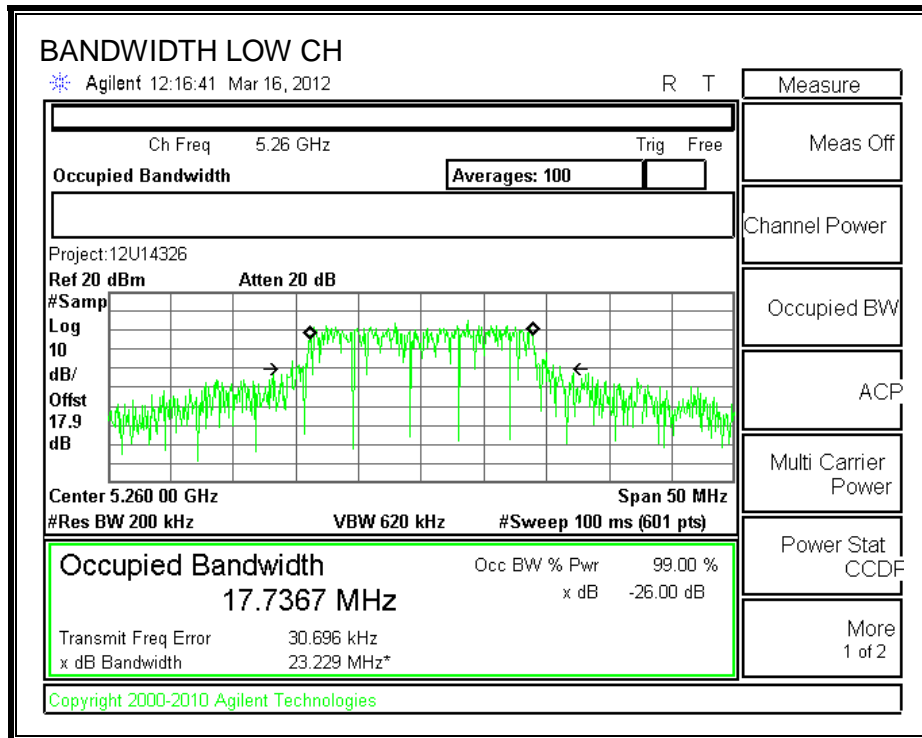 BANDWIDTH LOW CH
Agilent 12:16:41 Mar 16, 2012 R T
Measure
Ch Freq 5.26 GHz Trig Free
Meas Off
Occupied Bandwidth Averages: 100
Channel Power
Project:12U14326
Ref 20 dBm Atten 20 dB
#Samp
Log
10
dB/
Offst
17.9
dB
Occupied BW
ACP
Multi Carrier
Power
Center 5.260 00 GHz Span 50 MHz
#Res BW 200 kHz VBW 620 kHz #Sweep 100 ms (601 pts)
Power Stat
CCDF
Occupied Bandwidth Occ BW % Pwr 99.00 %
17.7367 MHz x dB -26.00 dB
Transmit Freq Error 30.696 kHz
x dB Bandwidth 23.229 MHz*
More
1 of 2
Copyright 2000-2010 Agilent Technologies